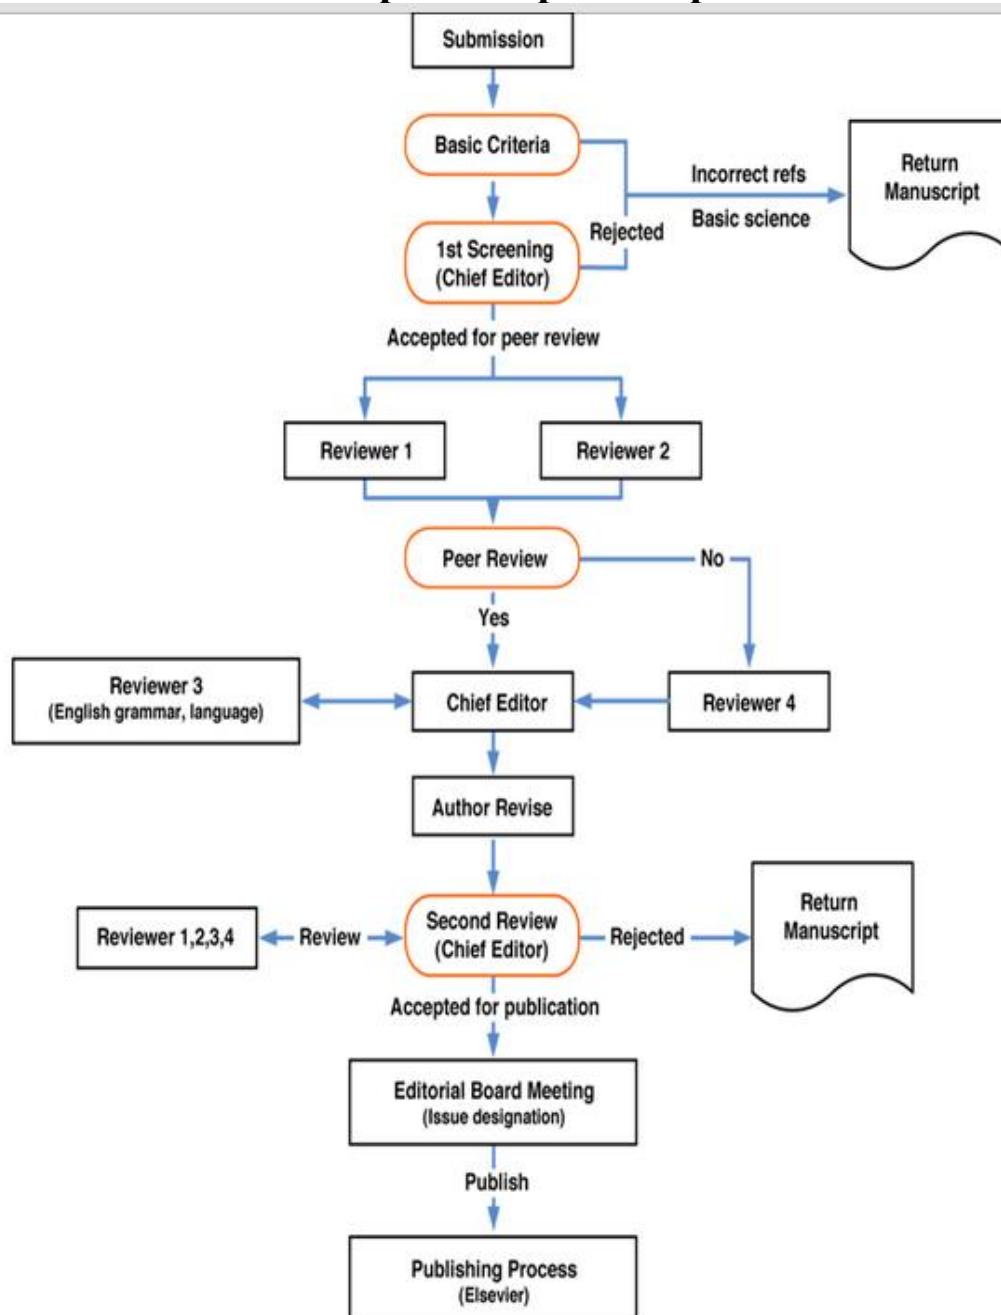 Submission
Basic Criteria
Incorrect refs
Basic science
Rejected
Return
Manuscript
1st Screening
(Chief Editor)
Accepted for peer review
Reviewer 1
Reviewer 2
Peer Review
No
Yes
Reviewer 3
(English grammar, language)
Chief Editor
Reviewer 4
Author Revise
Reviewer 1,2,3,4
Review
Second Review
(Chief Editor)
Rejected
Return
Manuscript
Accepted for publication
Editorial Board Meeting
(Issue designation)
Publish
Publishing Process
(Elsevier)